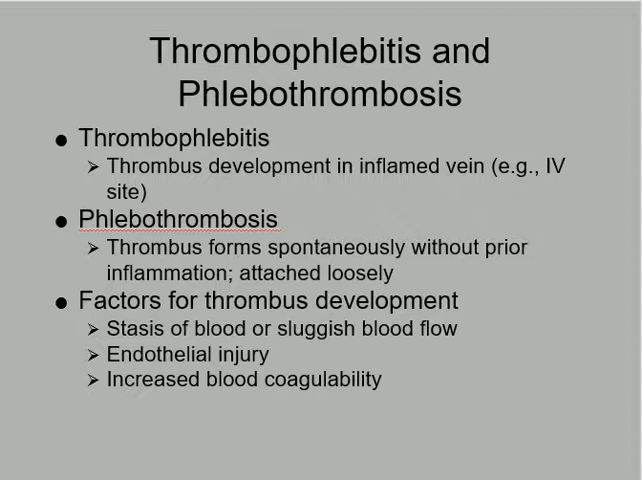 Thrombophlebitis and
Phlebothrombosis
● Thrombophlebitis
➢ Thrombus development in inflamed vein (e.g., IV
site)
● Phlebothrombosis
➢ Thrombus forms spontaneously without prior
inflammation; attached loosely
● Factors for thrombus development
➢ Stasis of blood or sluggish blood flow
➢ Endothelial injury
➢ Increased blood coagulability